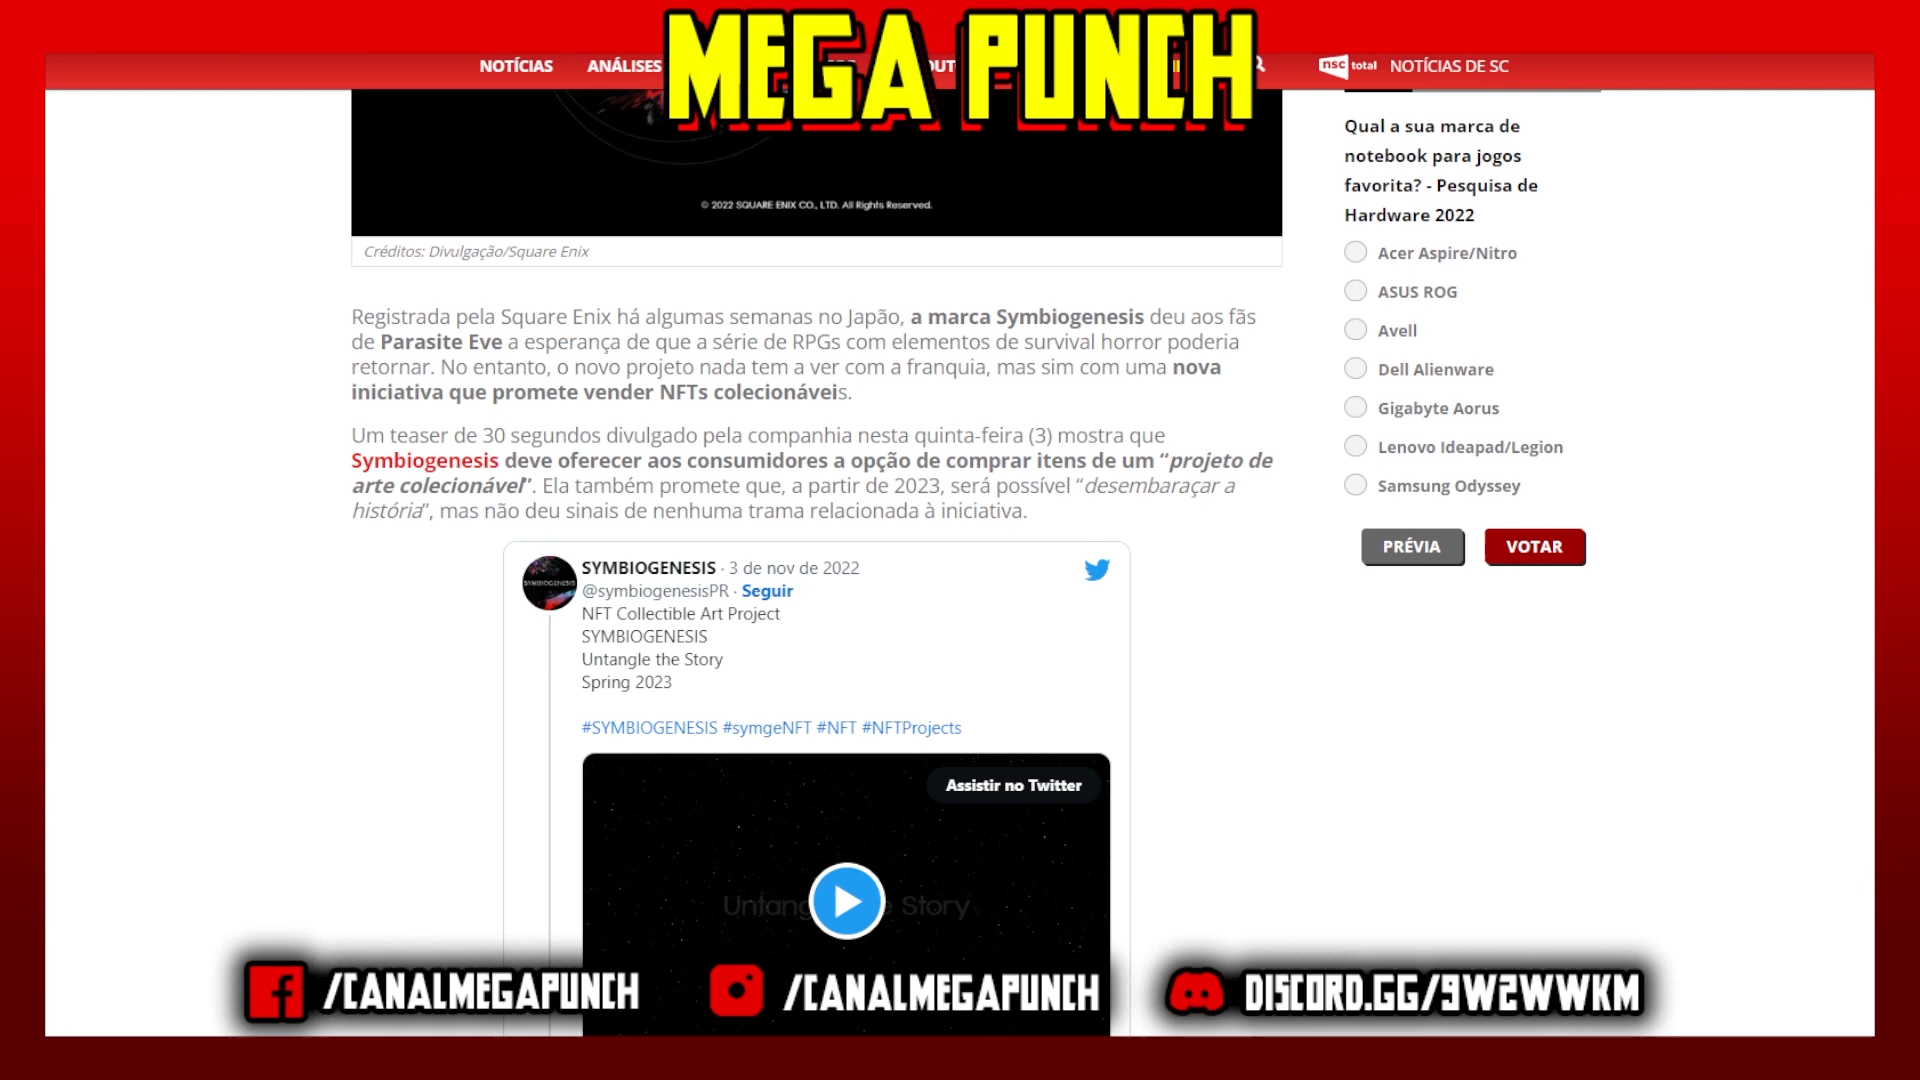 MEGA PUNCH
NOTÍCIAS ANÁLISES
nsc total NOTÍCIAS DE SC
© 2022 SQUARE ENIX CO., LTD. All Rights Reserved.
Créditos: Divulgação/Square Enix
Registrada pela Square Enix há algumas semanas no Japão, a marca Symbiogenesis deu aos fãs
de Parasite Eve a esperança de que a série de RPGs com elementos de survival horror poderia
retornar. No entanto, o novo projeto nada tem a ver com a franquia, mas sim com uma nova
iniciativa que promete vender NFTs colecionáveis.
Um teaser de 30 segundos divulgado pela companhia nesta quinta-feira (3) mostra que
Symbiogenesis deve oferecer aos consumidores a opção de comprar itens de um “projeto de
arte colecionável”. Ela também promete que, a partir de 2023, será possível “desembaraçar a
história”, mas não deu sinais de nenhuma trama relacionada à iniciativa.
SYMBIOGENESIS
SYMBIOGENESIS · 3 de nov de 2022
@symbiogenesisPR · Seguir
NFT Collectible Art Project
SYMBIOGENESIS
Untangle the Story
Spring 2023
#SYMBIOGENESIS #symgeNFT #NFT #NFTProjects
Assistir no Twitter
Story
Qual a sua marca de
notebook para jogos
favorita? - Pesquisa de
Hardware 2022
Acer Aspire/Nitro
ASUS ROG
Avell
Dell Alienware
Gigabyte Aorus
Lenovo Ideapad/Legion
Samsung Odyssey
PRÉVIA VOTAR
/CANALMEGAPUNCH
/CANALMEGAPUNCH
DISCORD.GG/9W2WWKM